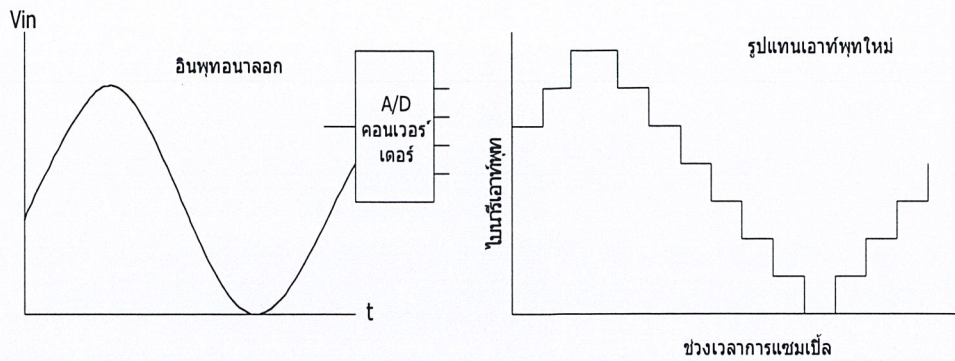 Vin
อินพุทอนาลอก
A/D
คอนเวอร์
เตอร์
t
รูปแทนเอาท์พุทใหม่
ไบนารีเอาท์พุท
ช่วงเวลาการแซมเปิ้ล